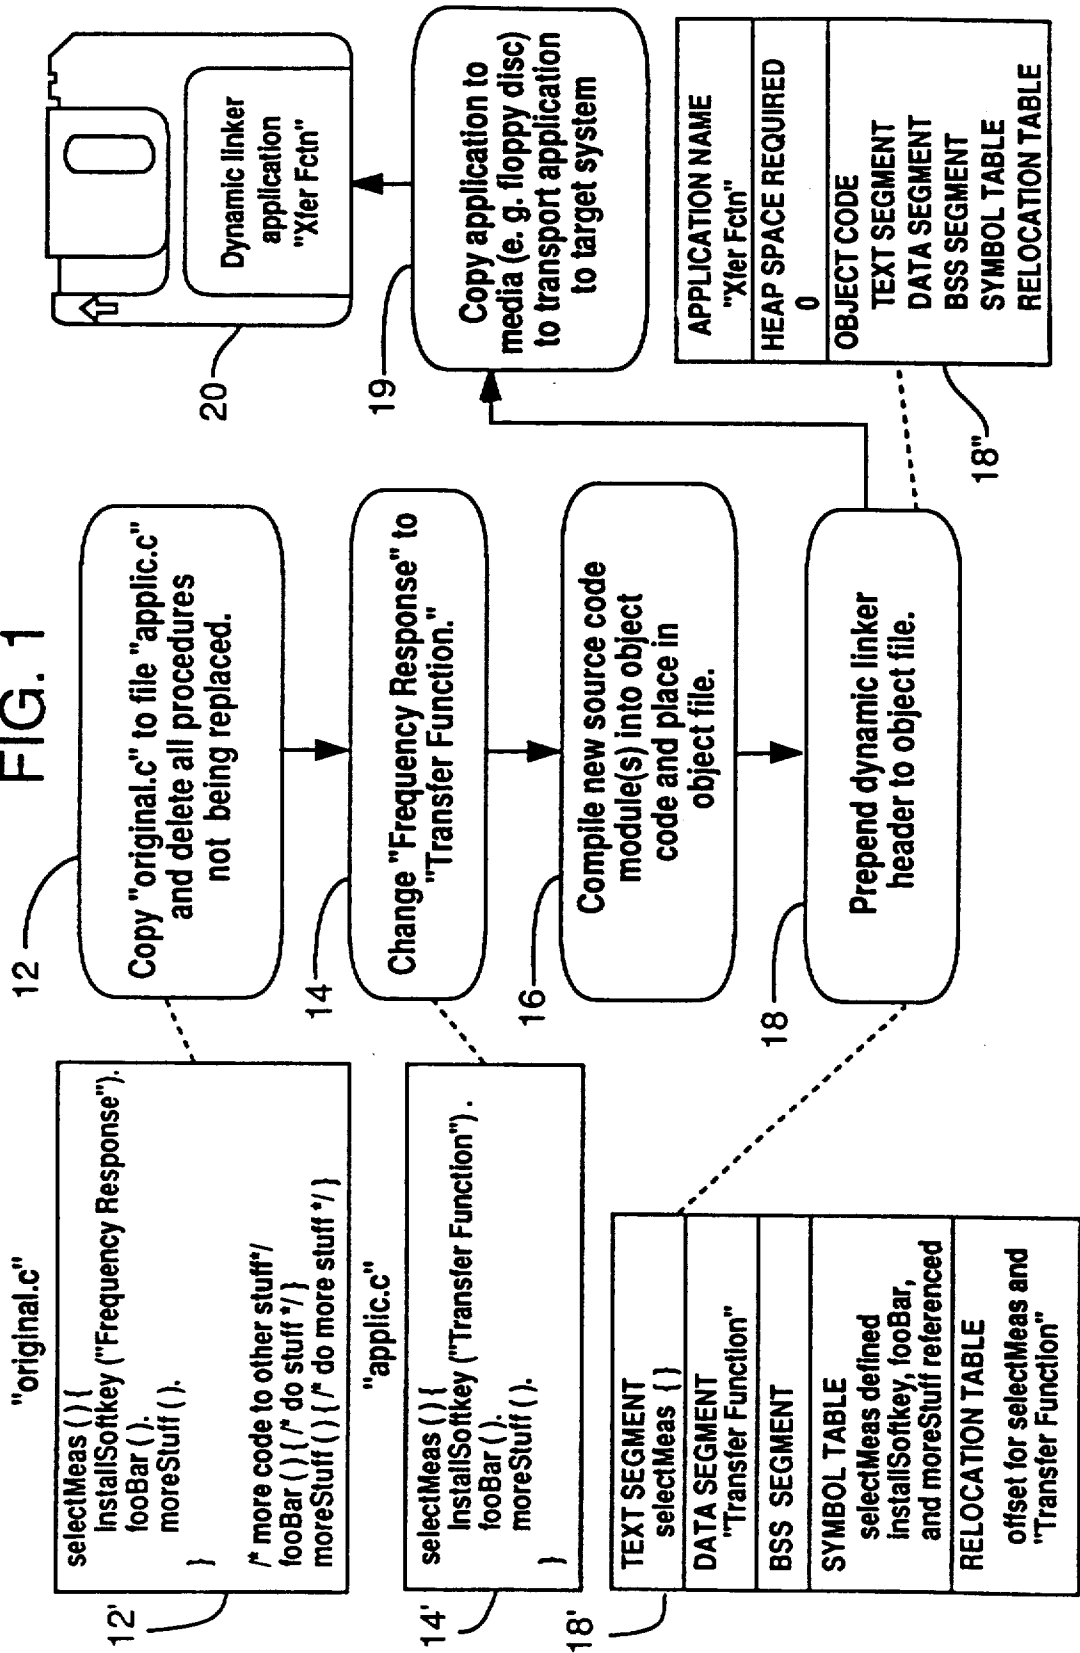 FIG. 1
"original.c"
selectMeas ( ) {
InstallSoftkey ("Frequency Response").
fooBar ( ).
moreStuff ( ).
}
/* more code to other stuff*/
fooBar ( ) { /* do stuff */ }
moreStuff ( ) { /* do more stuff */ }
12'
12
Copy "original.c" to file "applic.c"
and delete all procedures
not being replaced.
"applic.c"
selectMeas ( ) {
InstallSoftkey ("Transfer Function") .
fooBar ( ).
moreStuff ( ).
}
14'
14
Change "Frequency Response" to
"Transfer Function."
16
Compile new source code
module(s) into object
code and place in
object file.
18
Prepend dynamic linker
header to object file.
TEXT SEGMENT
selectMeas { }
DATA SEGMENT
"Transfer Function"
BSS SEGMENT
SYMBOL TABLE
selectMeas defined
installSoftkey, fooBar,
and moreStuff referenced
RELOCATION TABLE
offset for selectMeas and
"Transfer Function"
18'
Dynamic linker
application
"Xfer Fctn"
20
19
Copy application to
media (e. g. floppy disc)
to transport application
to target system
APPLICATION NAME
"Xfer Fctn"
HEAP SPACE REQUIRED
0
OBJECT CODE
TEXT SEGMENT
DATA SEGMENT
BSS SEGMENT
SYMBOL TABLE
RELOCATION TABLE
18"